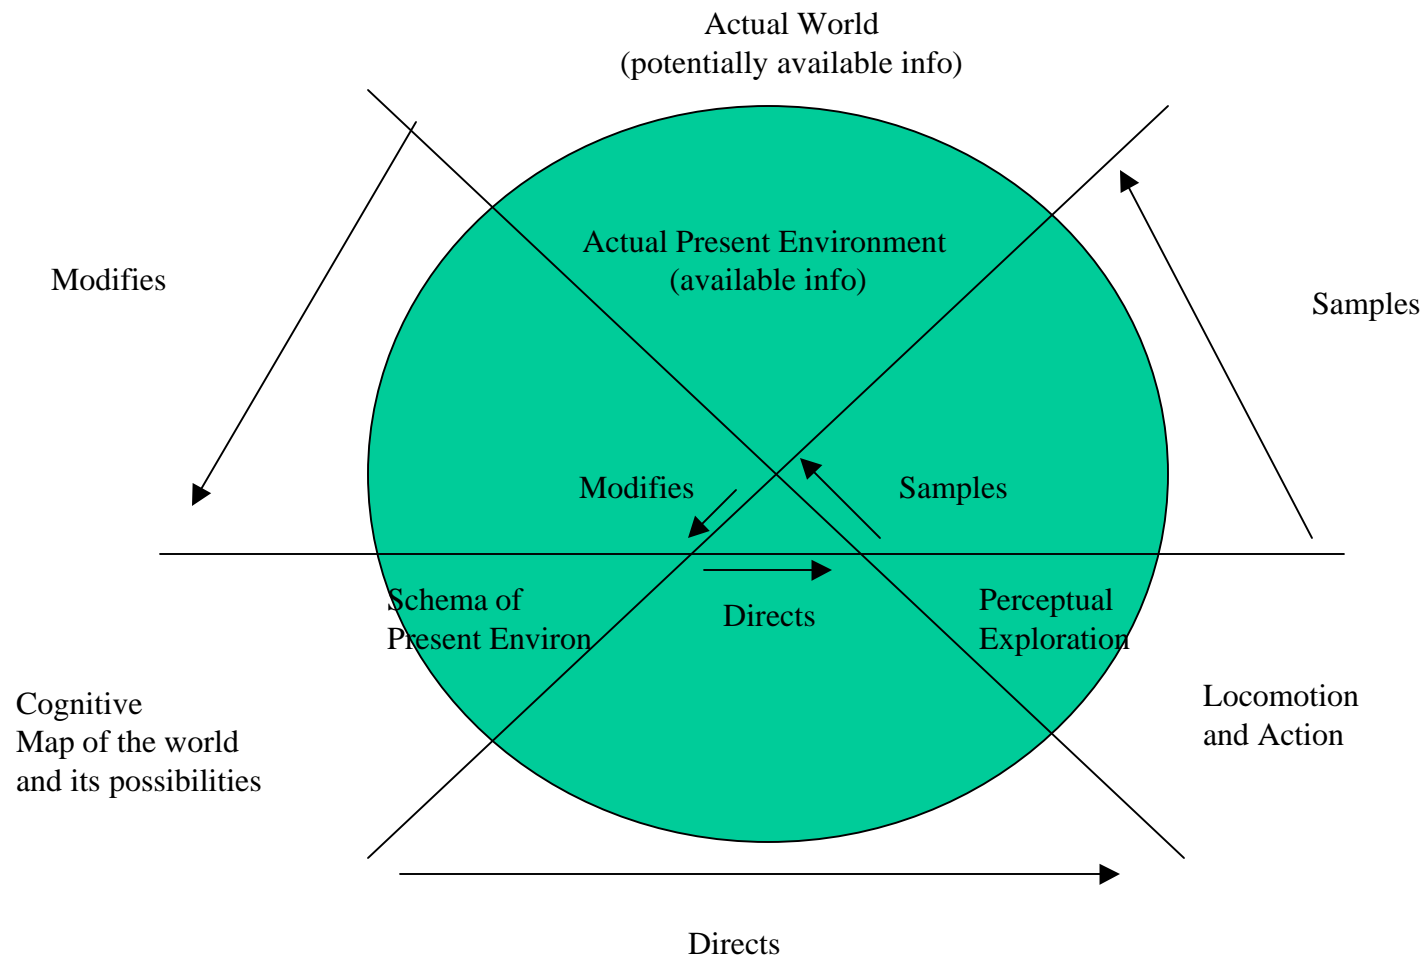 Actual World
(potentially available info)
Actual Present Environment
(available info)
Modifies
Samples
Modifies
Samples
Schema of
Present Environ
Directs
Perceptual
Exploration
Cognitive
Map of the world
and its possibilities
Locomotion
and Action
Directs